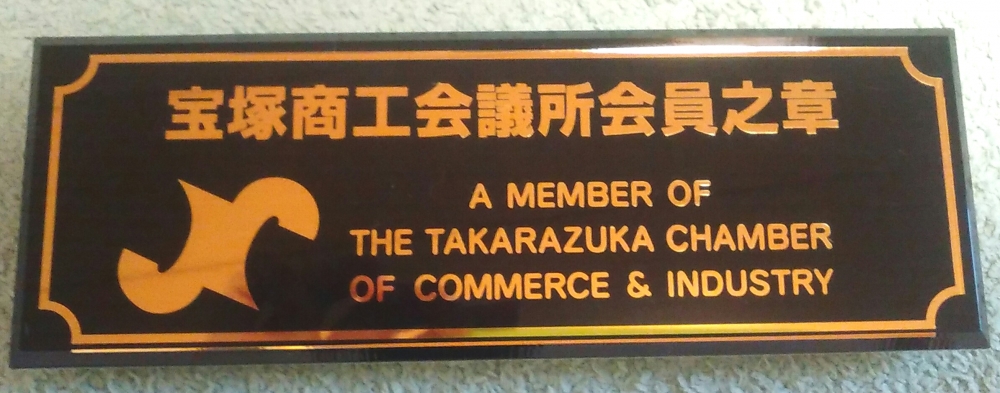 宝塚商工会議所会員之章
A MEMBER OF
THE TAKARAZUKA CHAMBER
OF COMMERCE & INDUSTRY